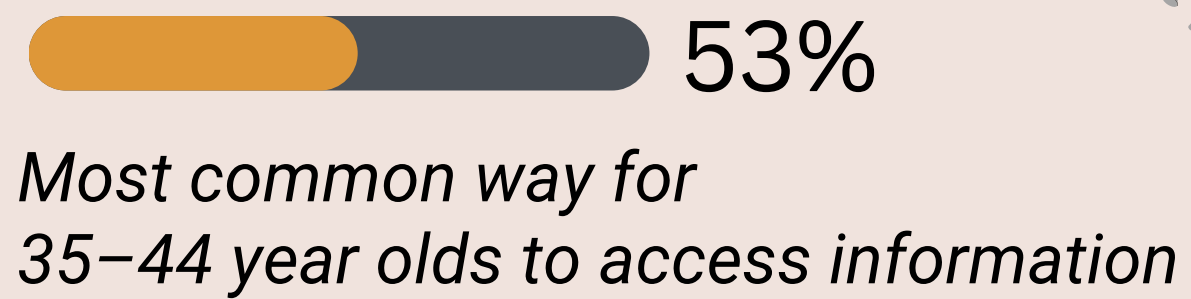 53%
Most common way for
35–44 year olds to access information